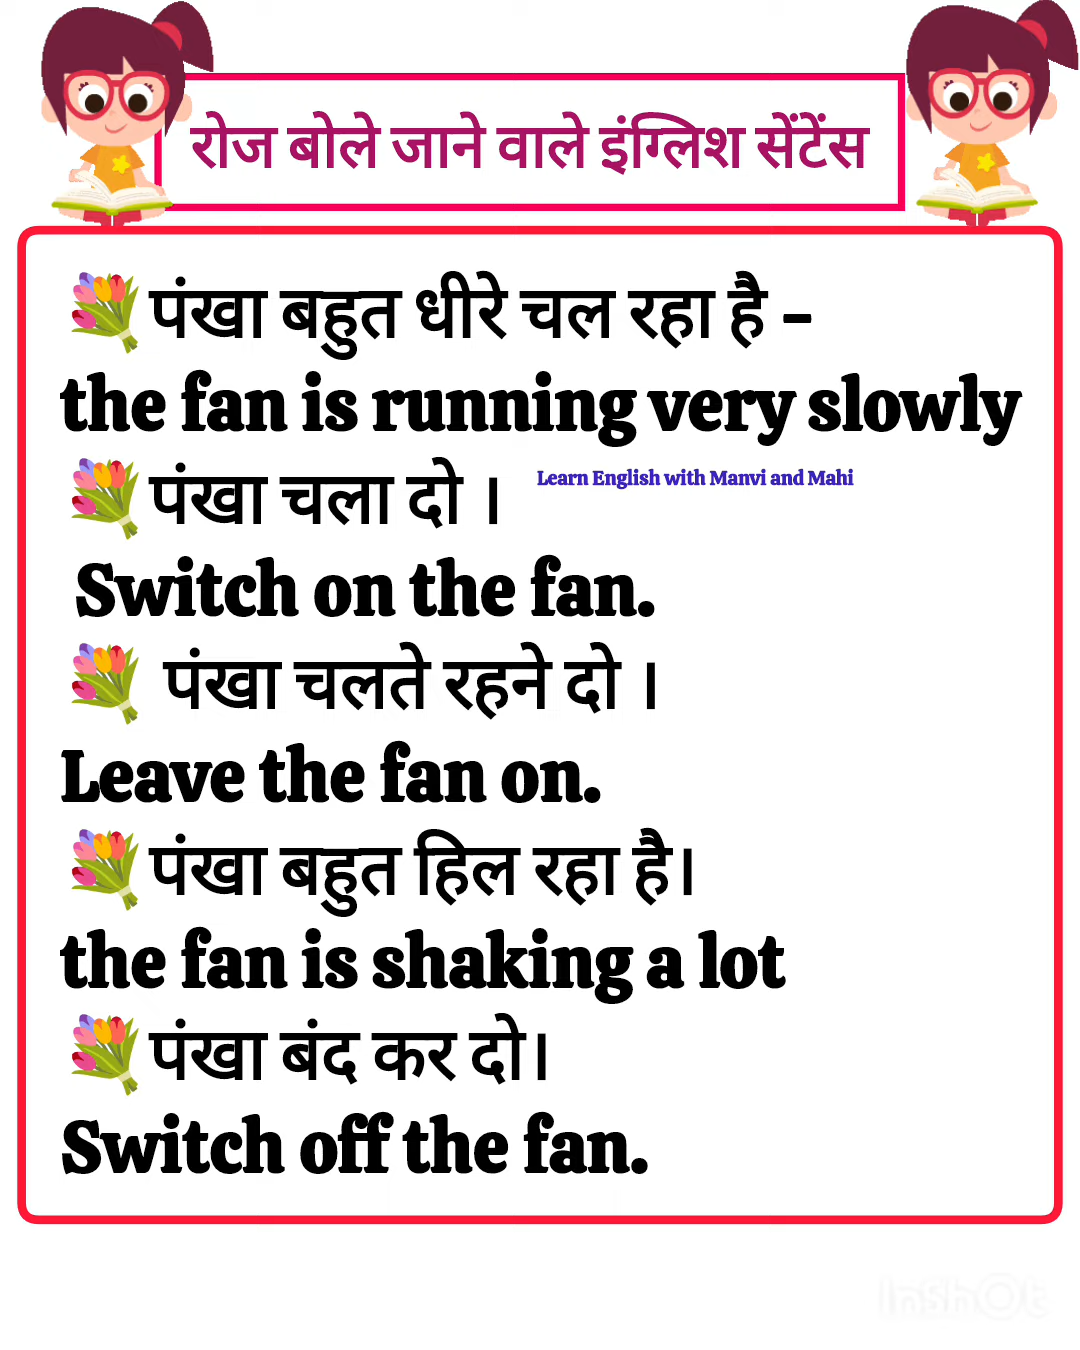 रोज बोले जाने वाले इंग्लिश सेंटेंस
💐पंखा बहुत धीरे चल रहा है –
the fan is running very slowly
💐पंखा चला दो ।
Learn English with Manvi and Mahi
Switch on the fan.
💐 पंखा चलते रहने दो ।
Leave the fan on.
💐पंखा बहुत हिल रहा है।
the fan is shaking a lot
💐पंखा बंद कर दो।
Switch off the fan.
InShOt